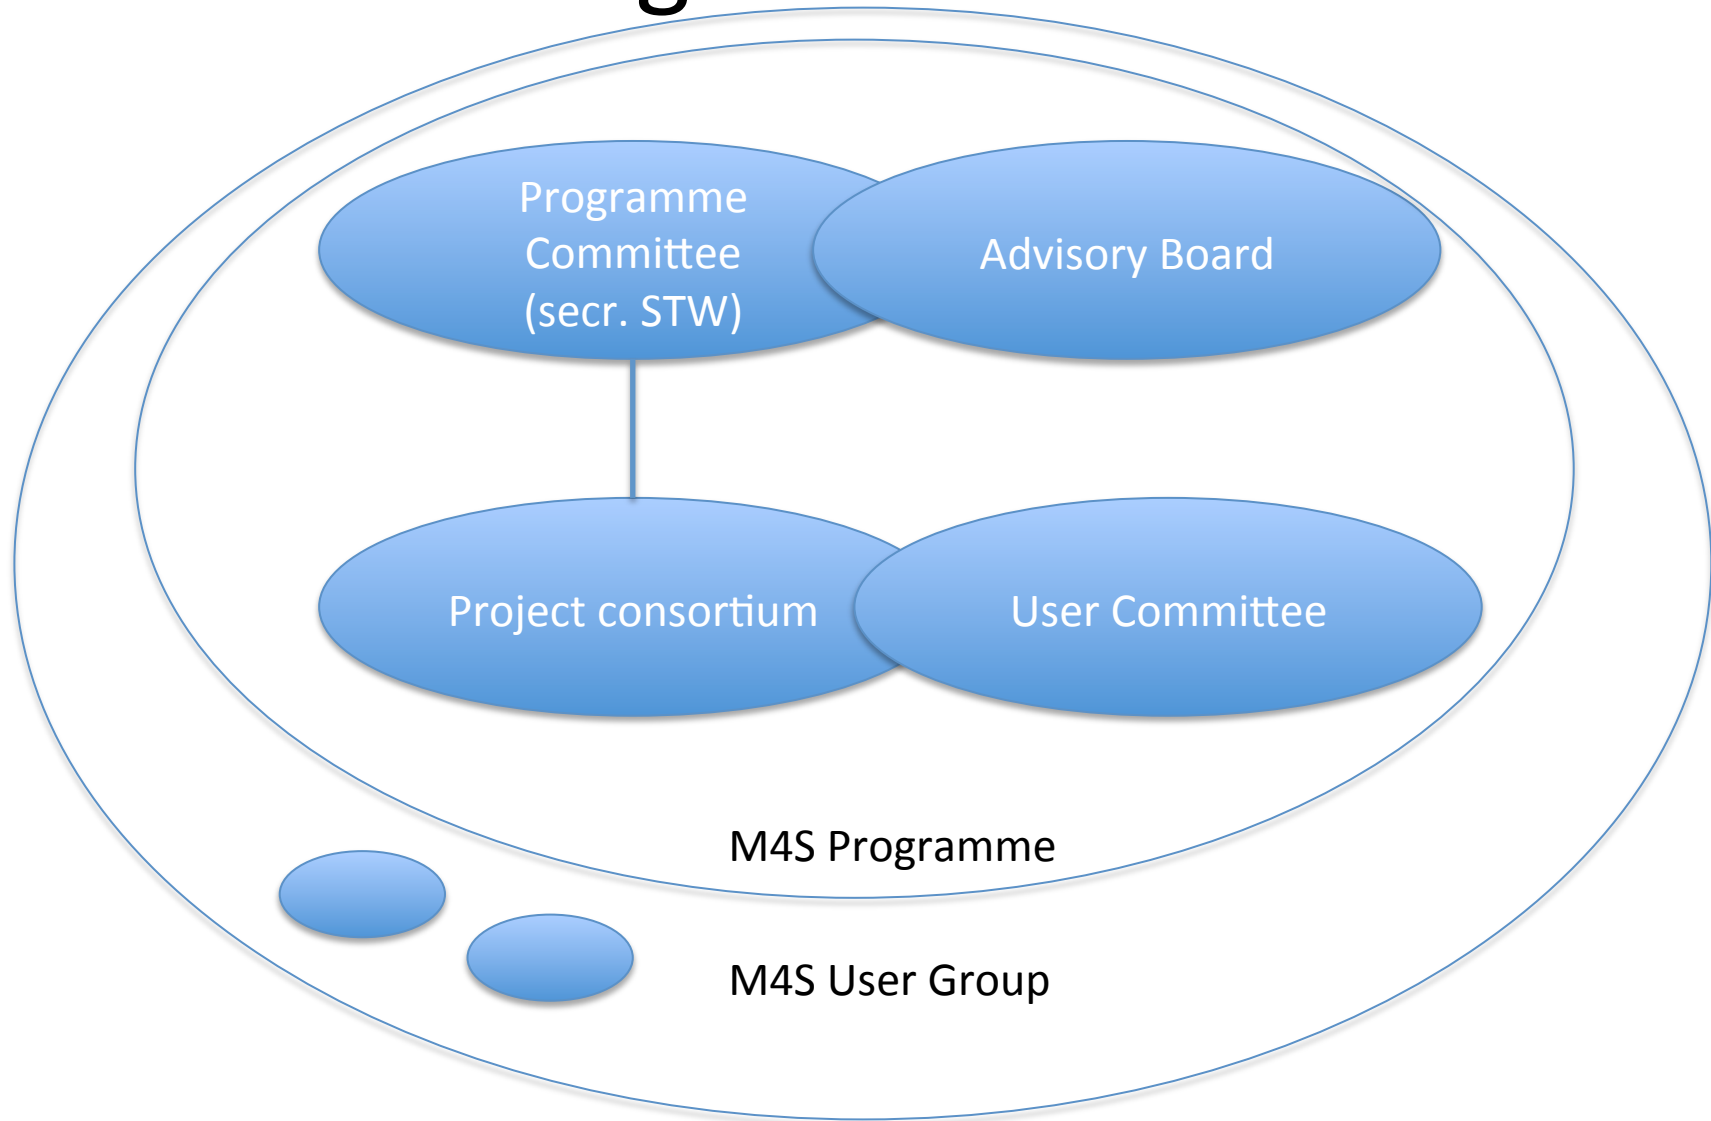 Programme
Committee
(secr. STW)
Advisory Board
Project consortium
User Committee
M4S Programme
M4S User Group